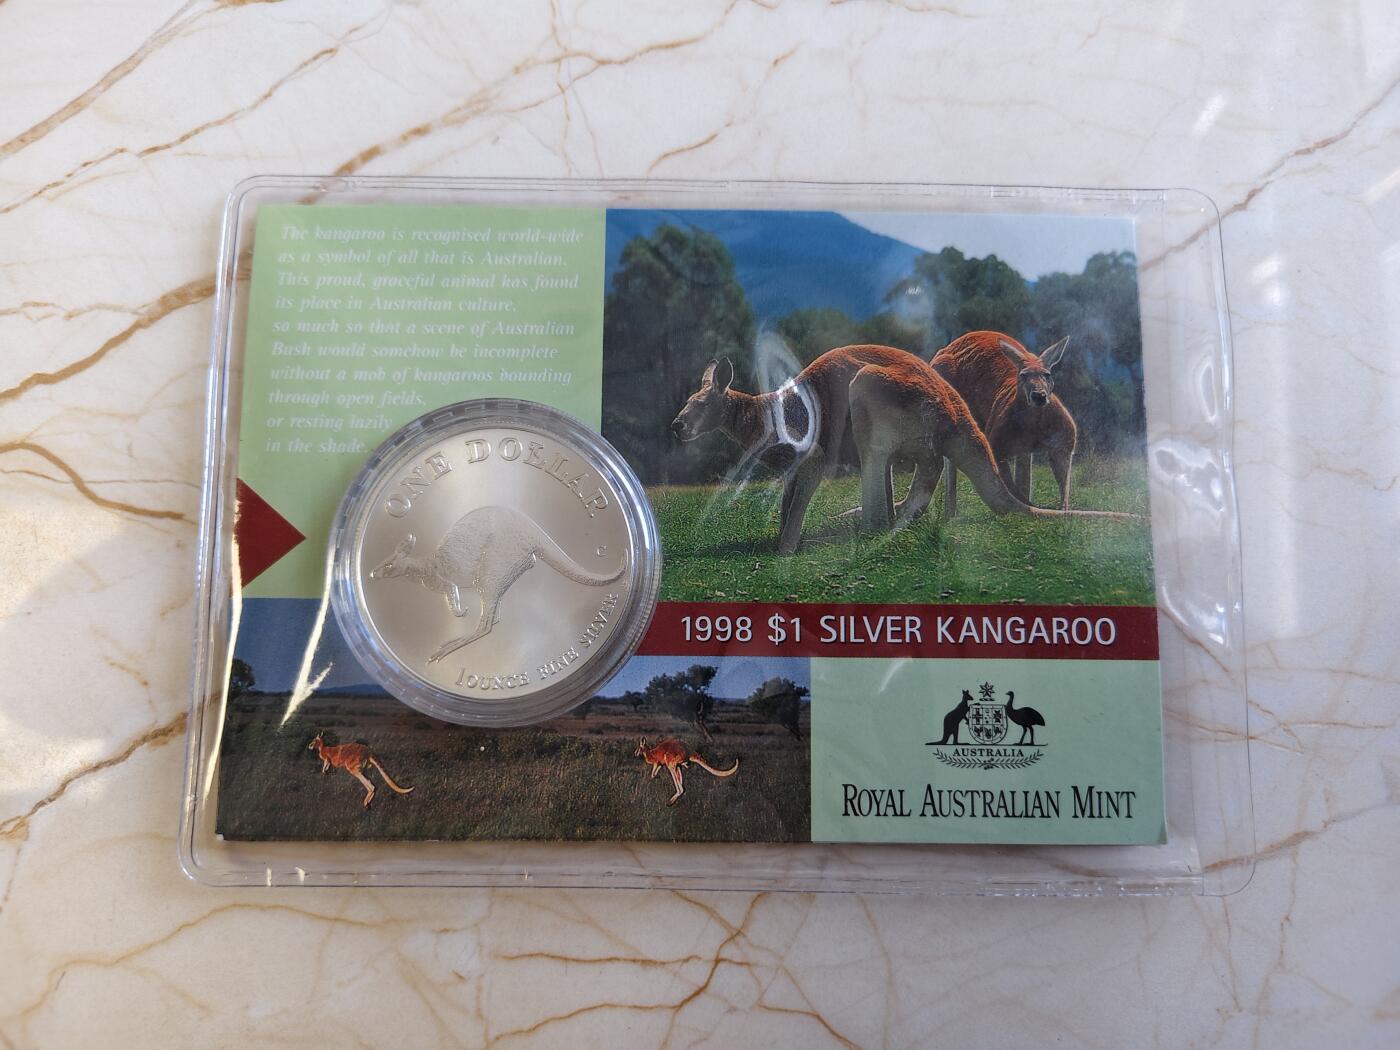 The kangaroo is recognised world-wide
as a symbol of all that is Australian.
This proud, graceful animal has found
its place in Australian culture,
so much so that a scene of Australian
Bush would somehow be incomplete
without a mob of kangaroos bounding
through open fields,
or resting lazily
in the shade.
ONE DOLLAR
C
1 OUNCE FINE SILVER
1998 $1 SILVER KANGAROO
AUSTRALIA
ROYAL AUSTRALIAN MINT